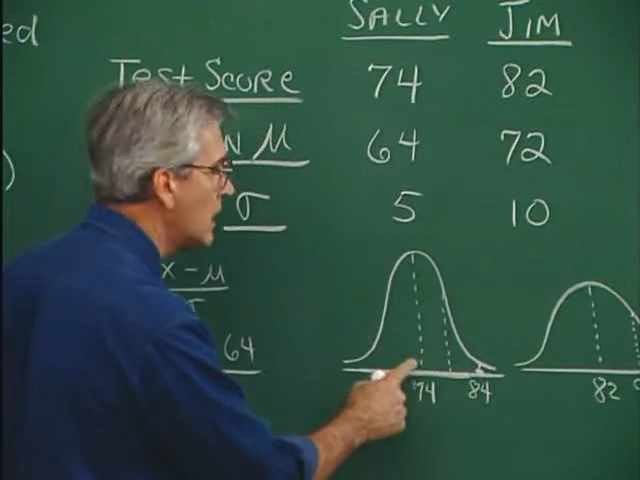 ed
SALLY JIM
Test SCORE 74 82
N μ 64 72
σ 5 10
x - μ
σ
64
74 84 82